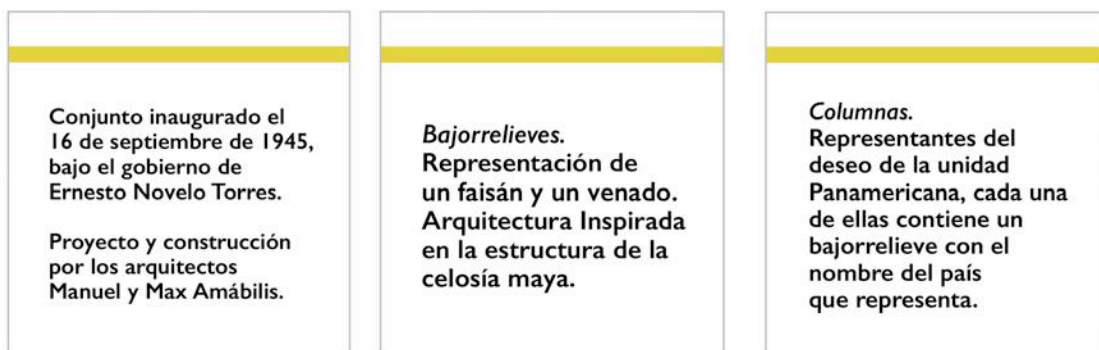 Conjunto inaugurado el
16 de septiembre de 1945,
bajo el gobierno de
Ernesto Novelo Torres.
Proyecto y construcción
por los arquitectos
Manuel y Max Amábilis.
Bajorrelieves.
Representación de
un faisán y un venado.
Arquitectura Inspirada
en la estructura de la
celosía maya.
Columnas.
Representantes del
deseo de la unidad
Panamericana, cada una
de ellas contiene un
bajorrelieve con el
nombre del país
que representa.